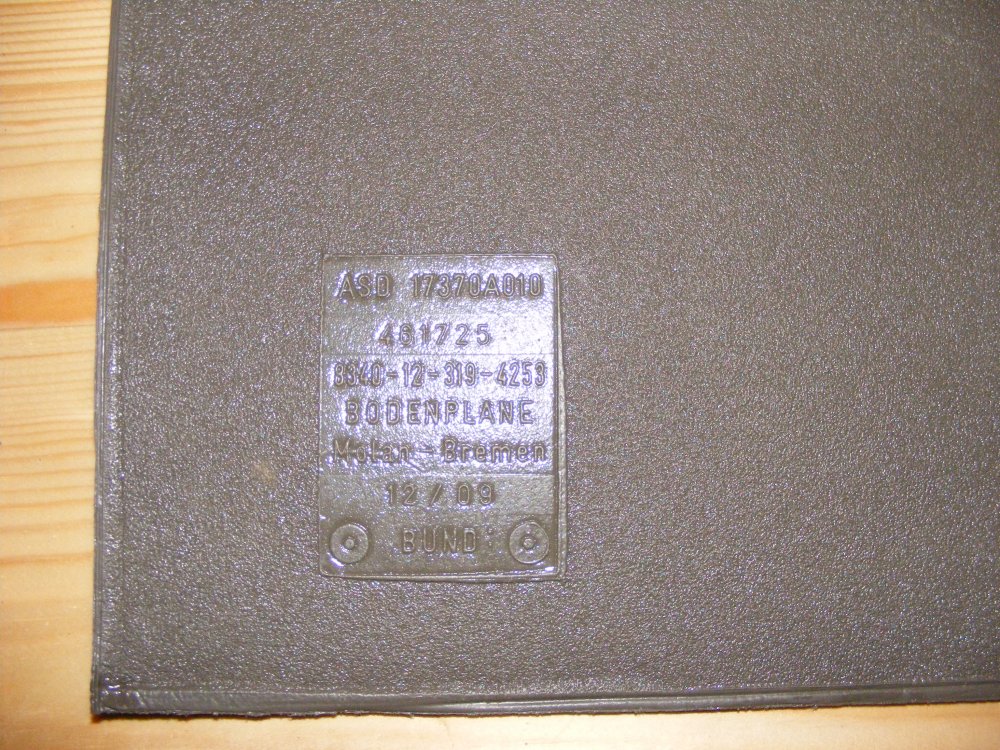 ASD 17370A010
461725
8340-12-319-4253
BODENPLANE
Molan-Bremen
12/09
BUND